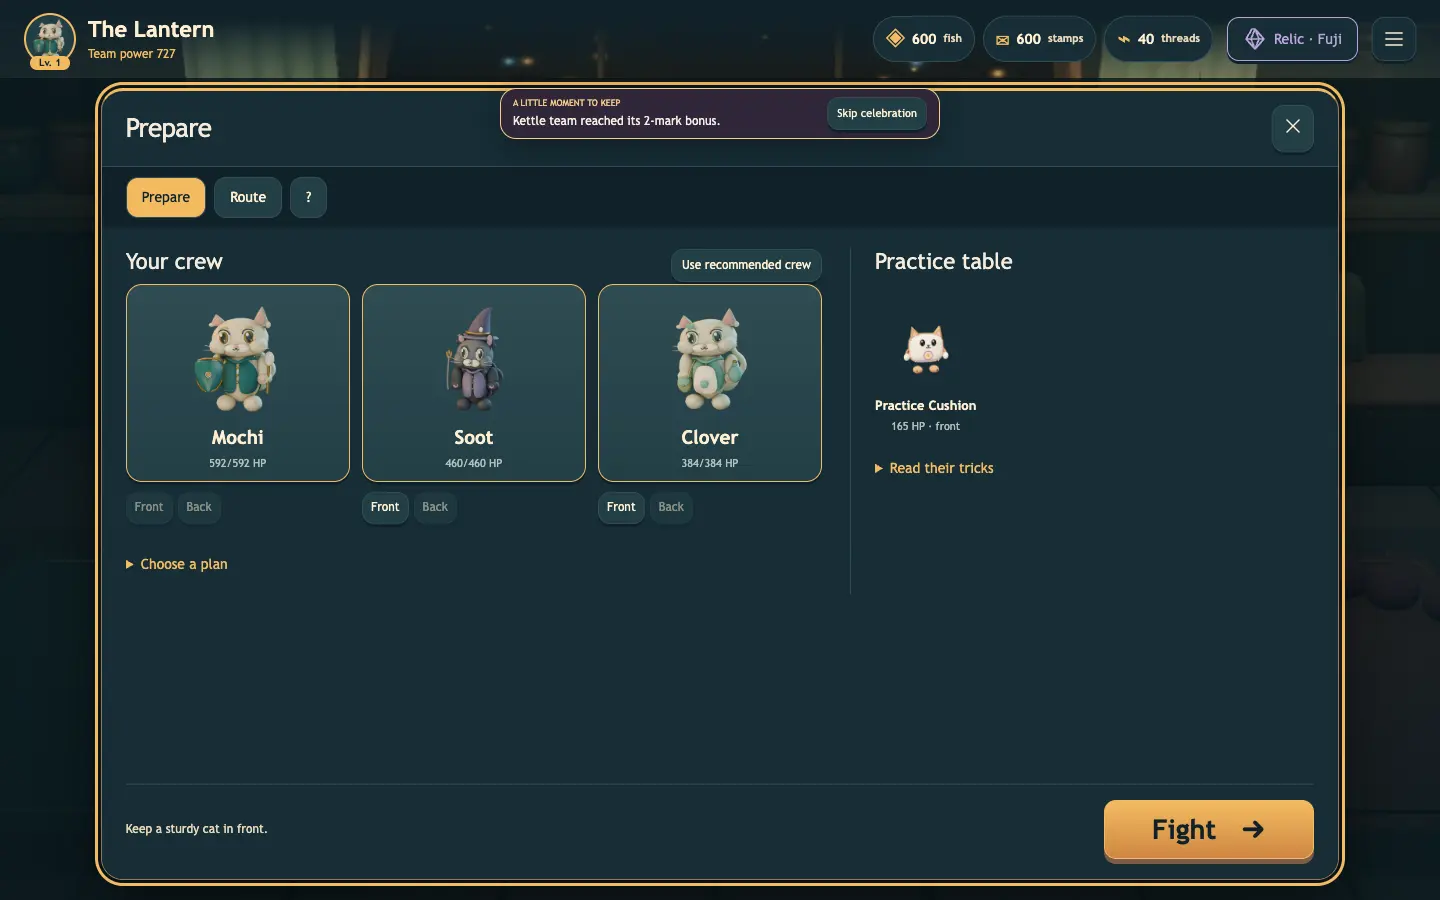 The Lantern
Team power 727
Lv. 1
600 fish
600 stamps
40 threads
Relic · Fuji
A LITTLE MOMENT TO KEEP
Kettle team reached its 2-mark bonus.
Skip celebration
Prepare
Prepare
Route
?
Your crew
Use recommended crew
Mochi
592/592 HP
Front
Back
Soot
460/460 HP
Front
Back
Clover
384/384 HP
Front
Back
Choose a plan
Practice table
Practice Cushion
165 HP · front
Read their tricks
Keep a sturdy cat in front.
Fight